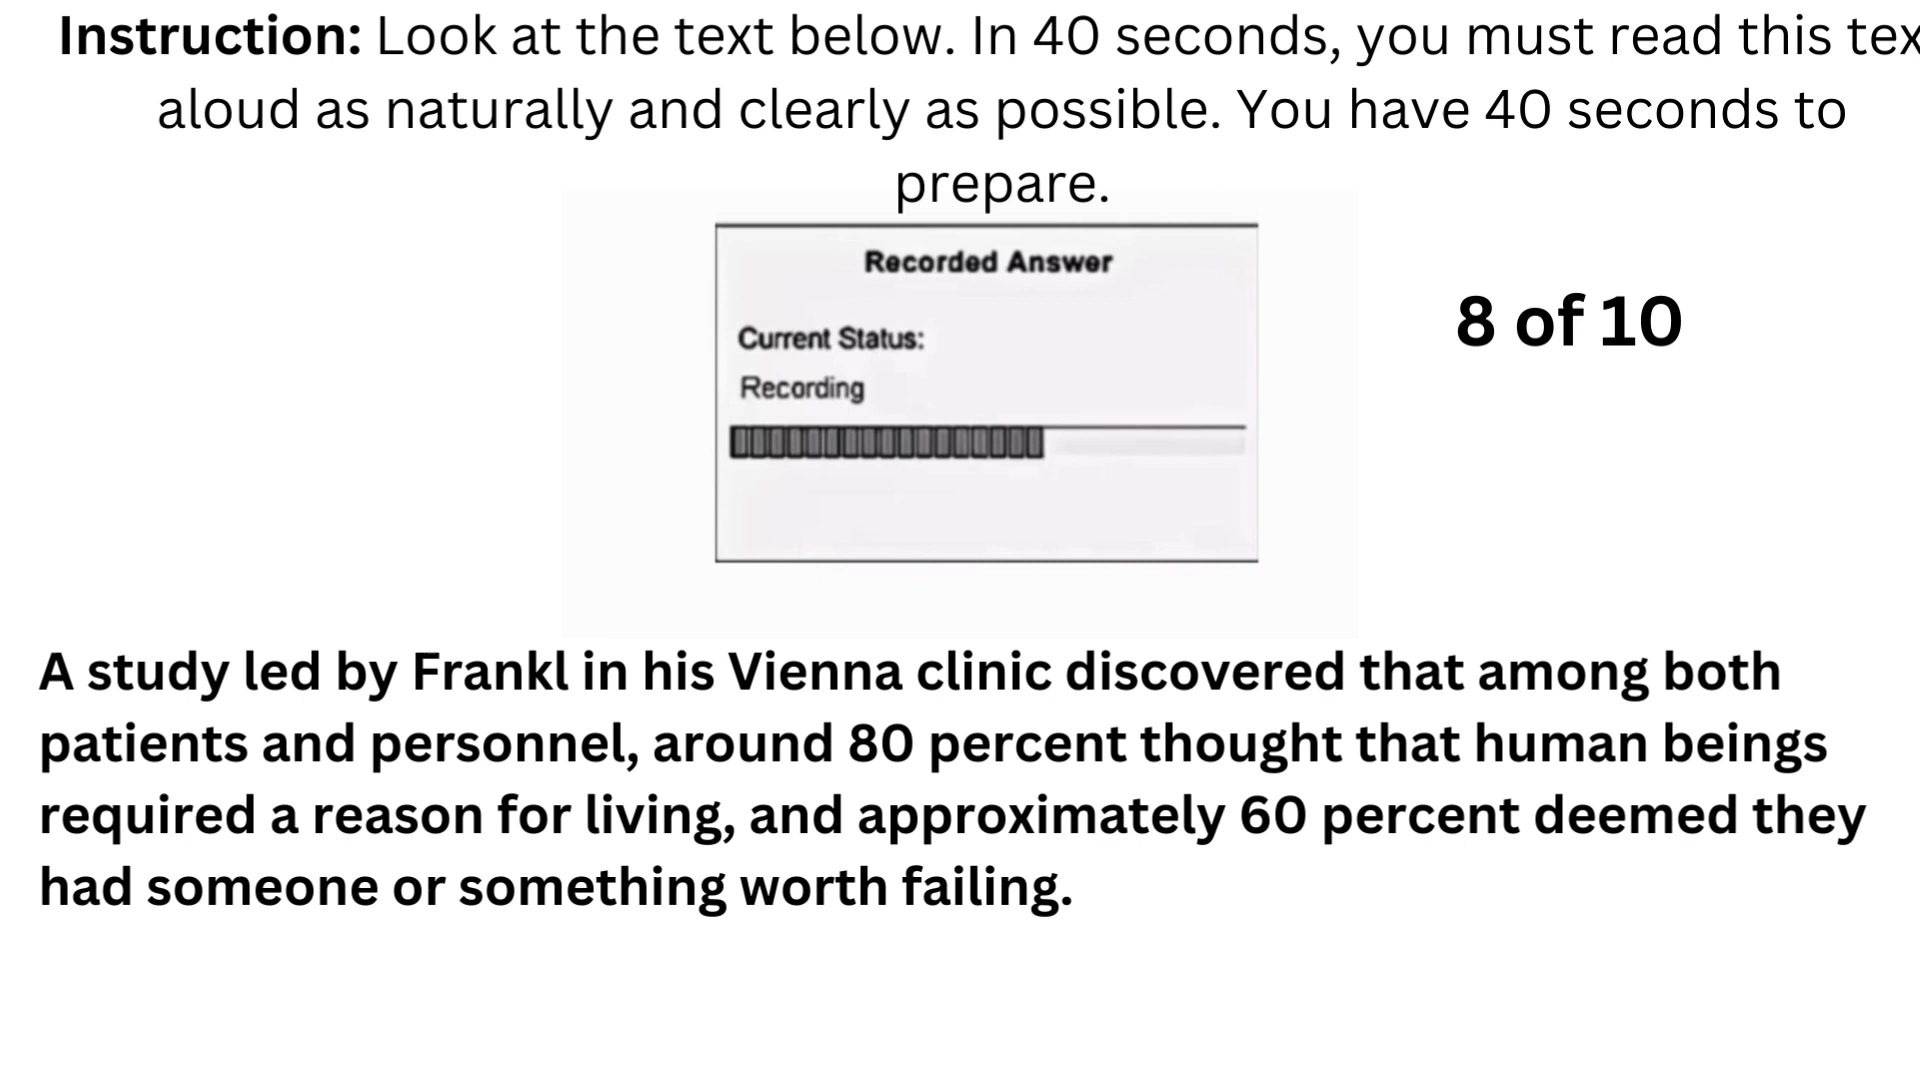 Instruction: Look at the text below. In 40 seconds, you must read this tex
aloud as naturally and clearly as possible. You have 40 seconds to
prepare.
Recorded Answer
Current Status:
8 of 10
Recording
A study led by Frankl in his Vienna clinic discovered that among both
patients and personnel, around 80 percent thought that human beings
required a reason for living, and approximately 60 percent deemed they
had someone or something worth failing.